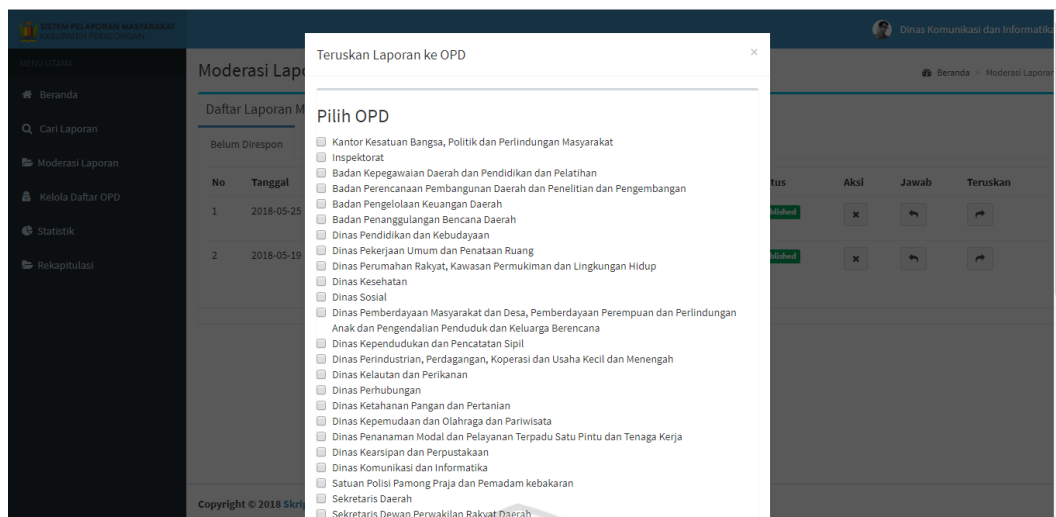 SISTEM PELAPORAN MASYARAKAT
KABUPATEN PEKALONGAN
Dinas Komunikasi dan Informatika
MENU UTAMA
Beranda
Cari Laporan
Moderasi Laporan
Kelola Daftar OPD
Statistik
Rekapitulasi
Moderasi Lapo
Beranda > Moderasi Laporan
Daftar Laporan M
Belum Direspon
No Tanggal tus Aksi Jawab Teruskan
1 2018-05-25 blished
2 2018-05-19 blished
Copyright © 2018 Skrip
Teruskan Laporan ke OPD ×
Pilih OPD
Kantor Kesatuan Bangsa, Politik dan Perlindungan Masyarakat
Inspektorat
Badan Kepegawaian Daerah dan Pendidikan dan Pelatihan
Badan Perencanaan Pembangunan Daerah dan Penelitian dan Pengembangan
Badan Pengelolaan Keuangan Daerah
Badan Penanggulangan Bencana Daerah
Dinas Pendidikan dan Kebudayaan
Dinas Pekerjaan Umum dan Penataan Ruang
Dinas Perumahan Rakyat, Kawasan Permukiman dan Lingkungan Hidup
Dinas Kesehatan
Dinas Sosial
Dinas Pemberdayaan Masyarakat dan Desa, Pemberdayaan Perempuan dan Perlindungan
Anak dan Pengendalian Penduduk dan Keluarga Berencana
Dinas Kependudukan dan Pencatatan Sipil
Dinas Perindustrian, Perdagangan, Koperasi dan Usaha Kecil dan Menengah
Dinas Kelautan dan Perikanan
Dinas Perhubungan
Dinas Ketahanan Pangan dan Pertanian
Dinas Kepemudaan dan Olahraga dan Pariwisata
Dinas Penanaman Modal dan Pelayanan Terpadu Satu Pintu dan Tenaga Kerja
Dinas Kearsipan dan Perpustakaan
Dinas Komunikasi dan Informatika
Satuan Polisi Pamong Praja dan Pemadam kebakaran
Sekretaris Daerah
Sekretaris Dewan Perwakilan Rakyat Daerah